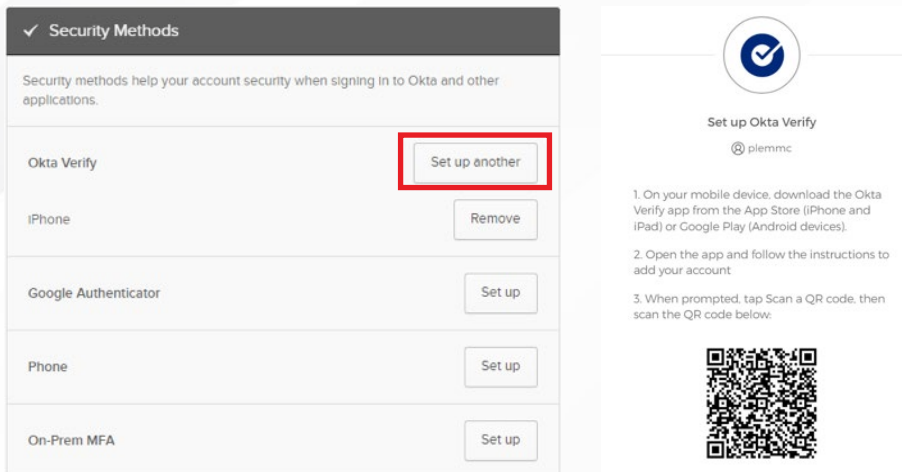 Security Methods
Security methods help your account security when signing in to Okta and other
applications.
Okta Verify
Set up another
iPhone
Remove
Google Authenticator
Set up
Phone
Set up
On-Prem MFA
Set up
Set up Okta Verify
plemmc
1. On your mobile device, download the Okta
Verify app from the App Store (iPhone and
iPad) or Google Play (Android devices).
2. Open the app and follow the instructions to
add your account
3. When prompted, tap Scan a QR code, then
scan the QR code below: